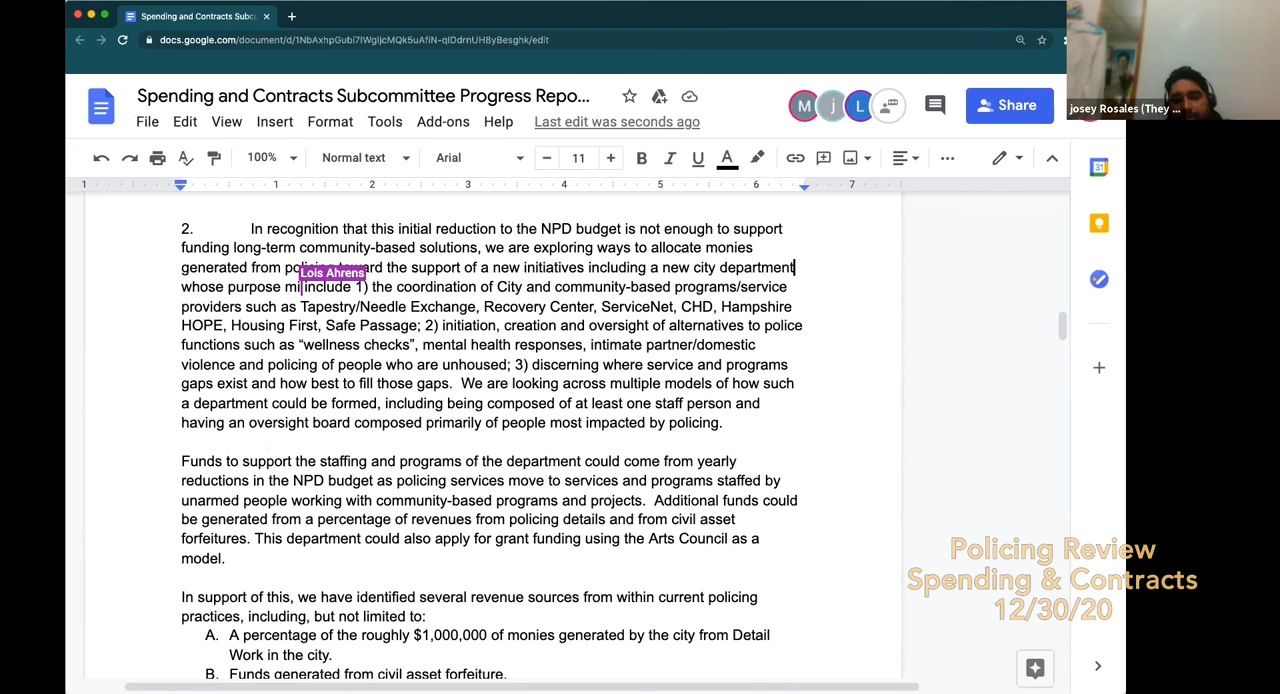 Spending and Contracts Subc
docs.google.com/document/d/1NbAxhpGubi7IWgljcMQk5uAfiN-qIDdrnUH8yBesghk/edit
Spending and Contracts Subcommittee Progress Repo...
M j L
Share
josey Rosales (They ...
File Edit View Insert Format Tools Add-ons Help Last edit was seconds ago
100% Normal text Arial 11 B I U A
1 1 2 3 4 5 6 7
31
2. In recognition that this initial reduction to the NPD budget is not enough to support
funding long-term community-based solutions, we are exploring ways to allocate monies
generated from policing toward the support of a new initiatives including a new city department
Lois Ahrens
whose purpose mi include 1) the coordination of City and community-based programs/service
providers such as Tapestry/Needle Exchange, Recovery Center, ServiceNet, CHD, Hampshire
HOPE, Housing First, Safe Passage; 2) initiation, creation and oversight of alternatives to police
functions such as “wellness checks”, mental health responses, intimate partner/domestic
violence and policing of people who are unhoused; 3) discerning where service and programs
gaps exist and how best to fill those gaps. We are looking across multiple models of how such
a department could be formed, including being composed of at least one staff person and
having an oversight board composed primarily of people most impacted by policing.
Funds to support the staffing and programs of the department could come from yearly
reductions in the NPD budget as policing services move to services and programs staffed by
unarmed people working with community-based programs and projects. Additional funds could
be generated from a percentage of revenues from policing details and from civil asset
forfeitures. This department could also apply for grant funding using the Arts Council as a
model.
In support of this, we have identified several revenue sources from within current policing
practices, including, but not limited to:
A. A percentage of the roughly $1,000,000 of monies generated by the city from Detail
Work in the city.
B. Funds generated from civil asset forfeiture.
Policing Review
Spending & Contracts
12/30/20